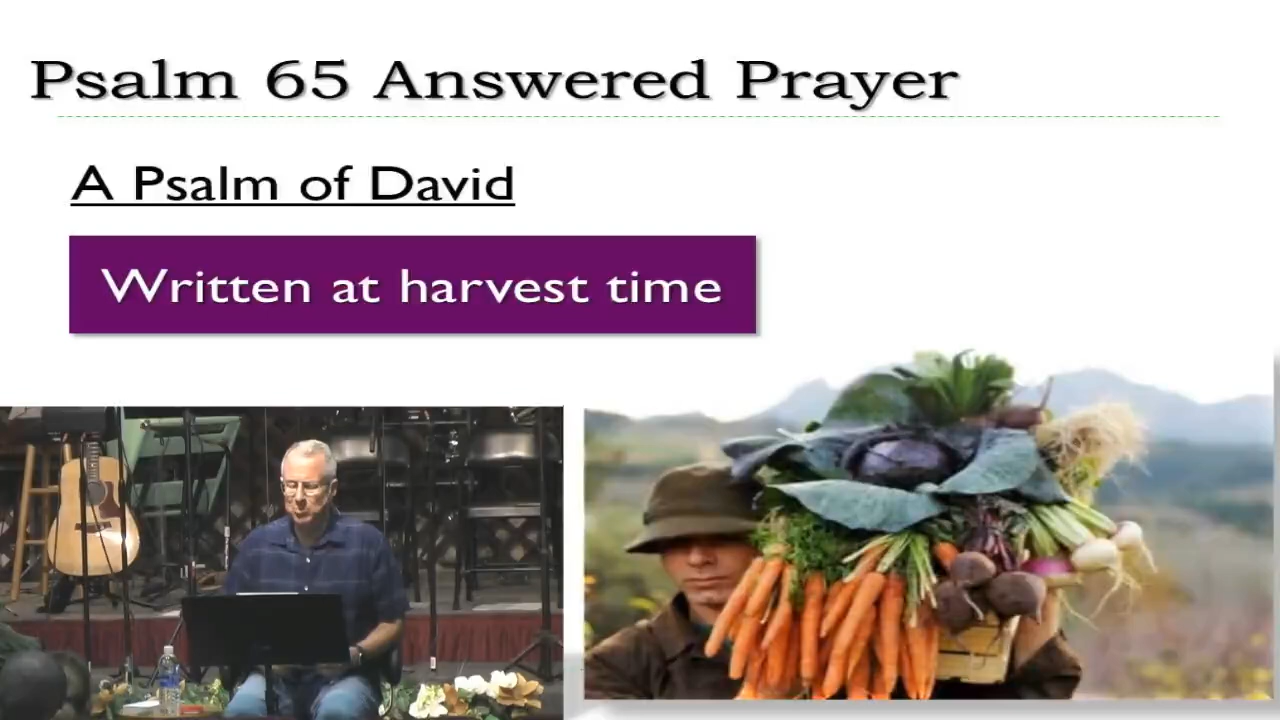 Psalm 65 Answered Prayer
A Psalm of David
Written at harvest time